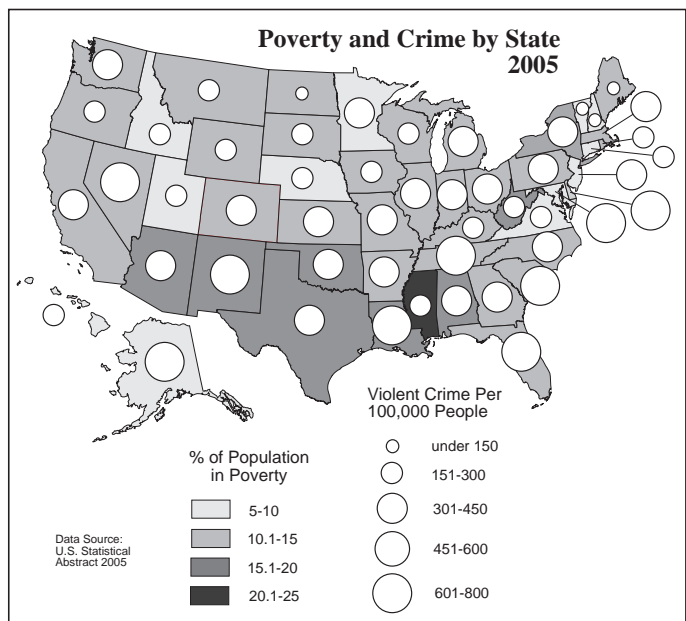 Poverty and Crime by State
2005
Violent Crime Per
100,000 People
under 150
151-300
301-450
451-600
601-800
% of Population
in Poverty
5-10
10.1-15
15.1-20
20.1-25
Data Source:
U.S. Statistical
Abstract 2005